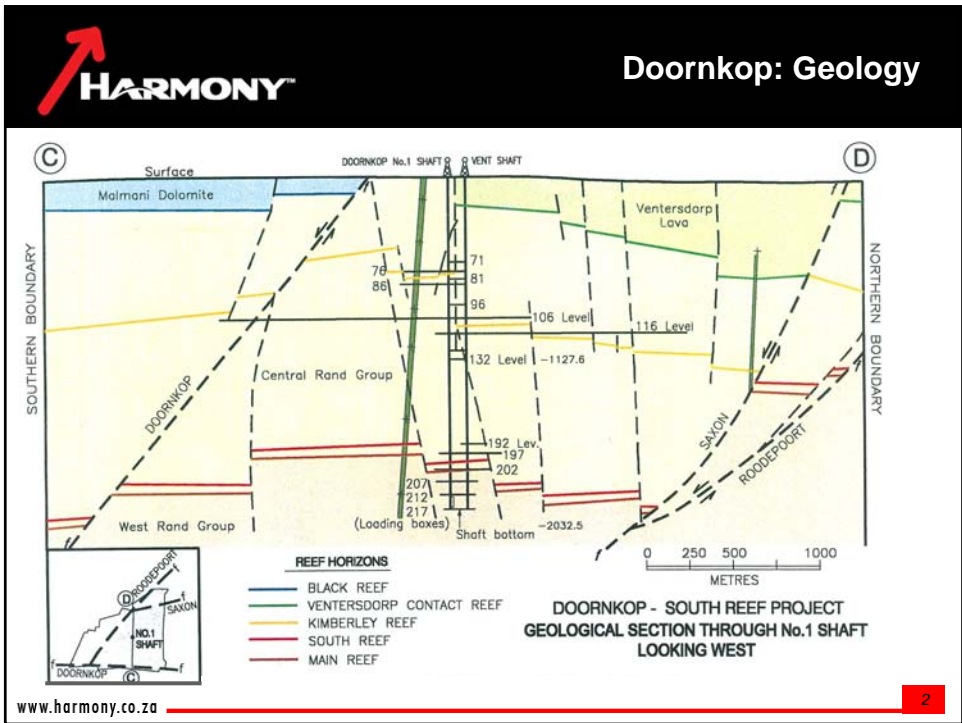 HARMONY™
Doornkop: Geology
C
D
DOORNKOP No.1 SHAFT
VENT SHAFT
Surface
Malmani Dolomite
Ventersdorp
Lava
SOUTHERN BOUNDARY
NORTHERN BOUNDARY
71
76
81
86
96
106 Level
116 Level
132 Level
-1127.6
Central Rand Group
DOORNKOP
SAXON
ROODEPOORT
192 Lev.
197
202
207
212
217
(Loading boxes)
Shaft bottom
-2032.5
West Rand Group
f
f
0 250 500 1000
METRES
REEF HORIZONS
BLACK REEF
VENTERSDORP CONTACT REEF
KIMBERLEY REEF
SOUTH REEF
MAIN REEF
DOORNKOP - SOUTH REEF PROJECT
GEOLOGICAL SECTION THROUGH No.1 SHAFT
LOOKING WEST
ROODEPOORT
f
D
f
SAXON
NO.1
SHAFT
f
f
DOORNKOP
C
www.harmony.co.za
2